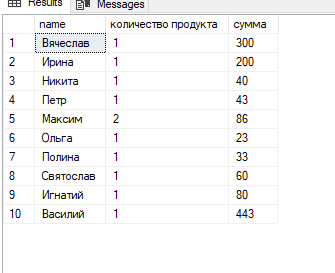 Results Messages
name количество продукта сумма
1 Вячеслав 1 300
2 Ирина 1 200
3 Никита 1 40
4 Петр 1 43
5 Максим 2 86
6 Ольга 1 23
7 Полина 1 33
8 Святослав 1 60
9 Игнатий 1 80
10 Василий 1 443